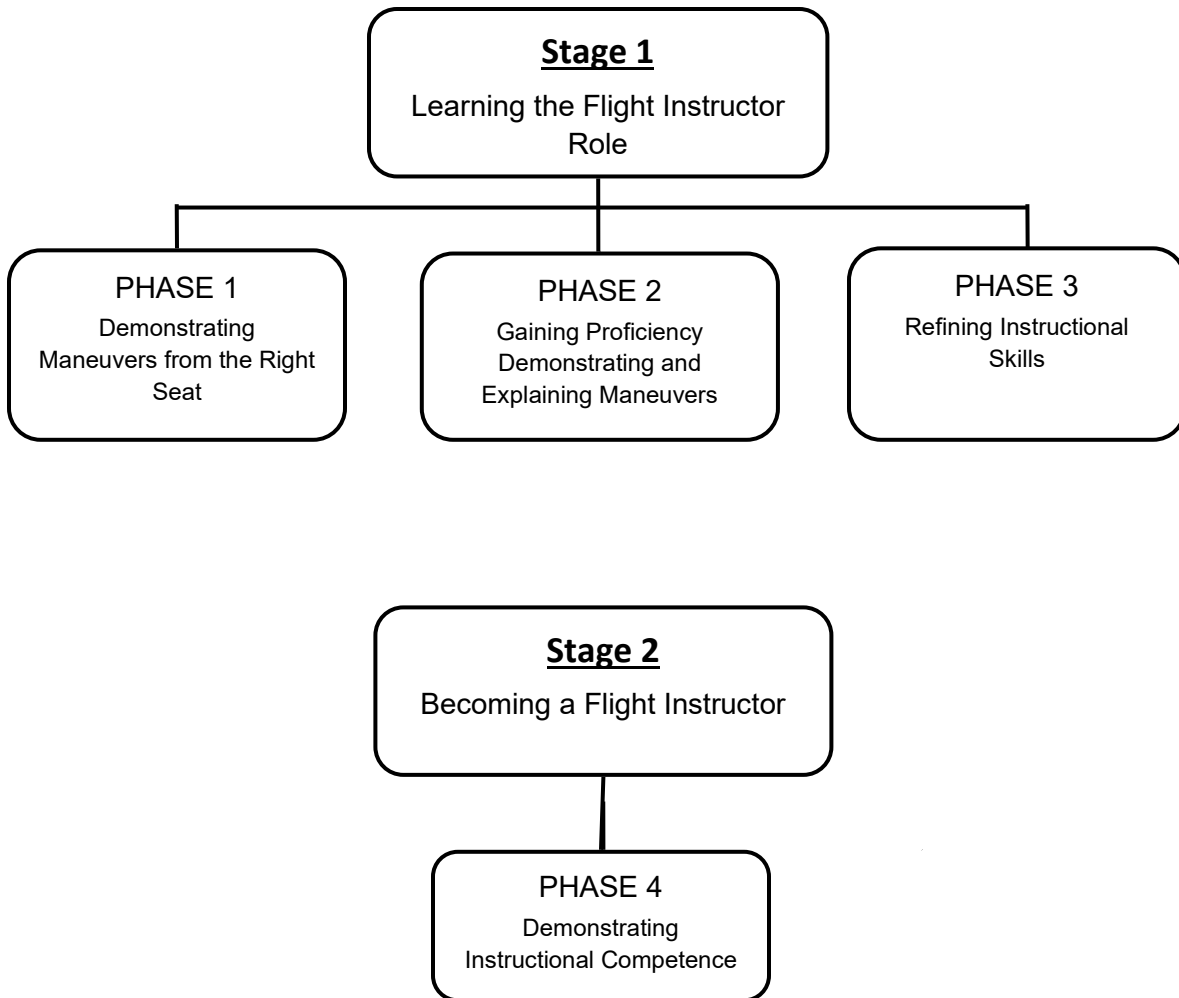 Stage 1
Learning the Flight Instructor
Role
PHASE 1
Demonstrating
Maneuvers from the Right
Seat
PHASE 2
Gaining Proficiency
Demonstrating and
Explaining Maneuvers
PHASE 3
Refining Instructional
Skills
Stage 2
Becoming a Flight Instructor
PHASE 4
Demonstrating
Instructional Competence